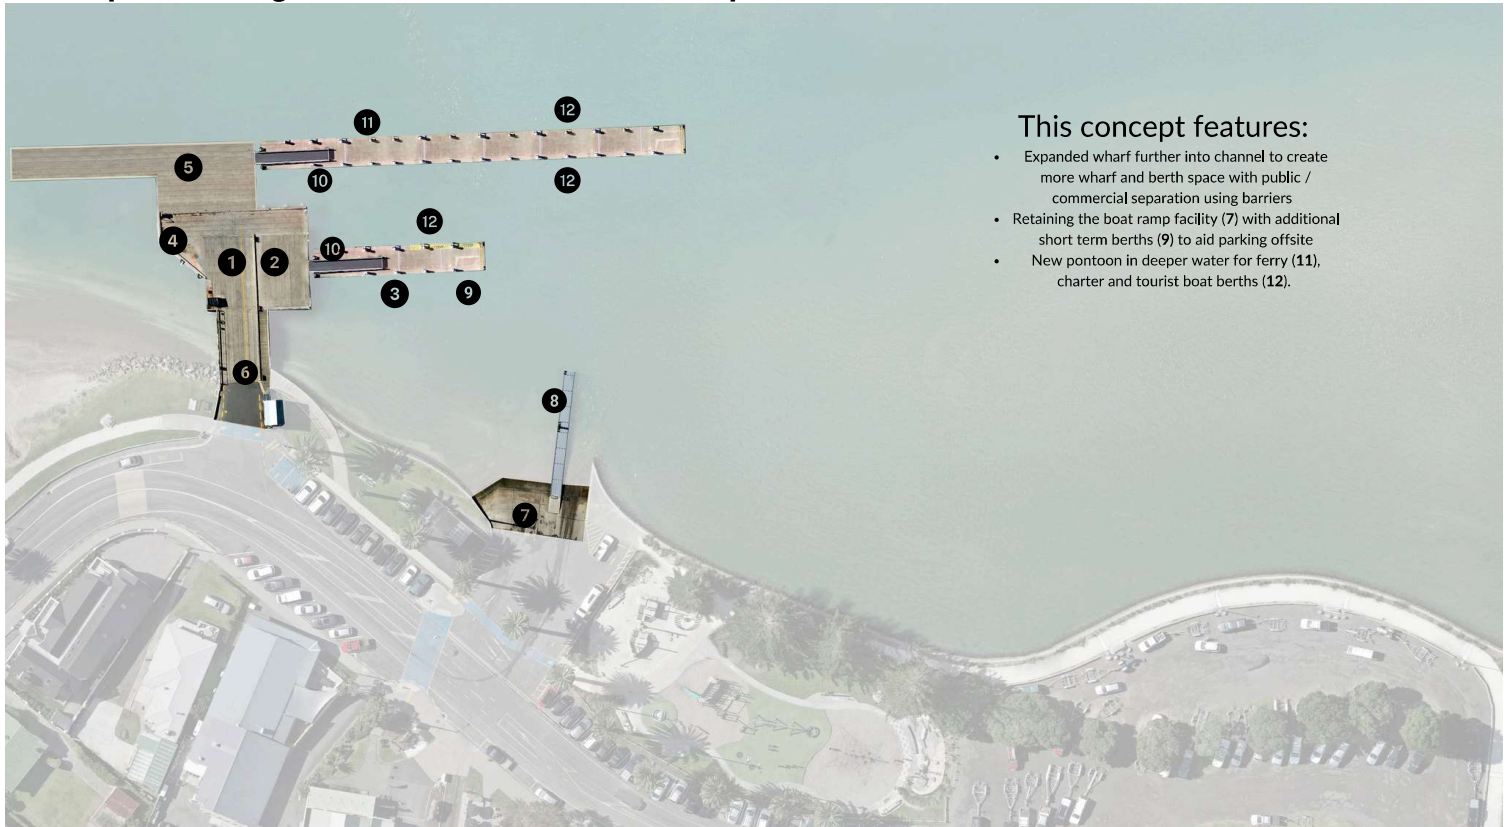 12
11
5
10
12
12
4
10
1
2
3
9
6
8
7
This concept features:
• Expanded wharf further into channel to create
more wharf and berth space with public /
commercial separation using barriers
• Retaining the boat ramp facility (7) with additional
short term berths (9) to aid parking offsite
• New pontoon in deeper water for ferry (11),
charter and tourist boat berths (12).